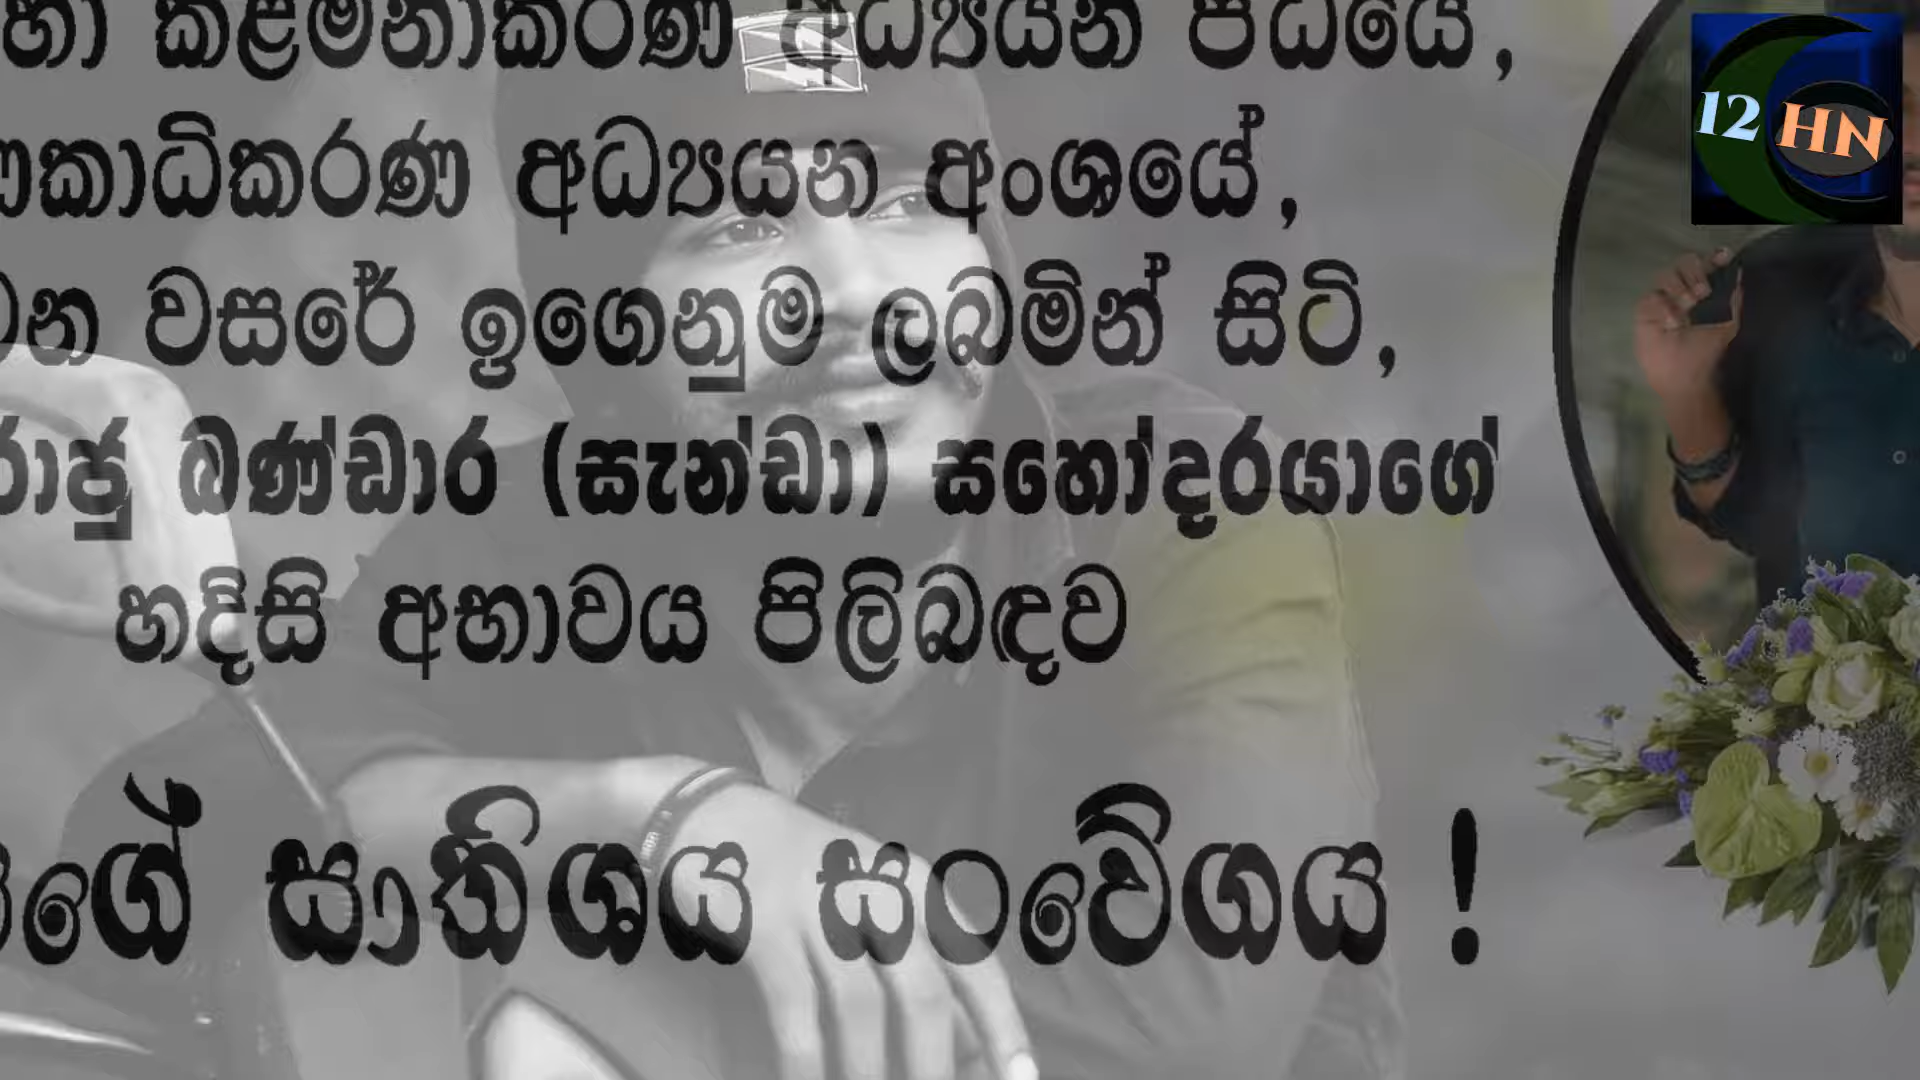 හා කළමනාකරණ අධ්‍යයන පීඨයේ,
අධ්‍යයන අංශයේ,
වසරේ ඉගෙනුම ලබමින් සිටි,
බණ්ඩාර (සැන්ඩා) සහෝදරයාගේ
හදිසි අභාවය පිලිබඳව
සාතිශය සංවේගය !
12 HN